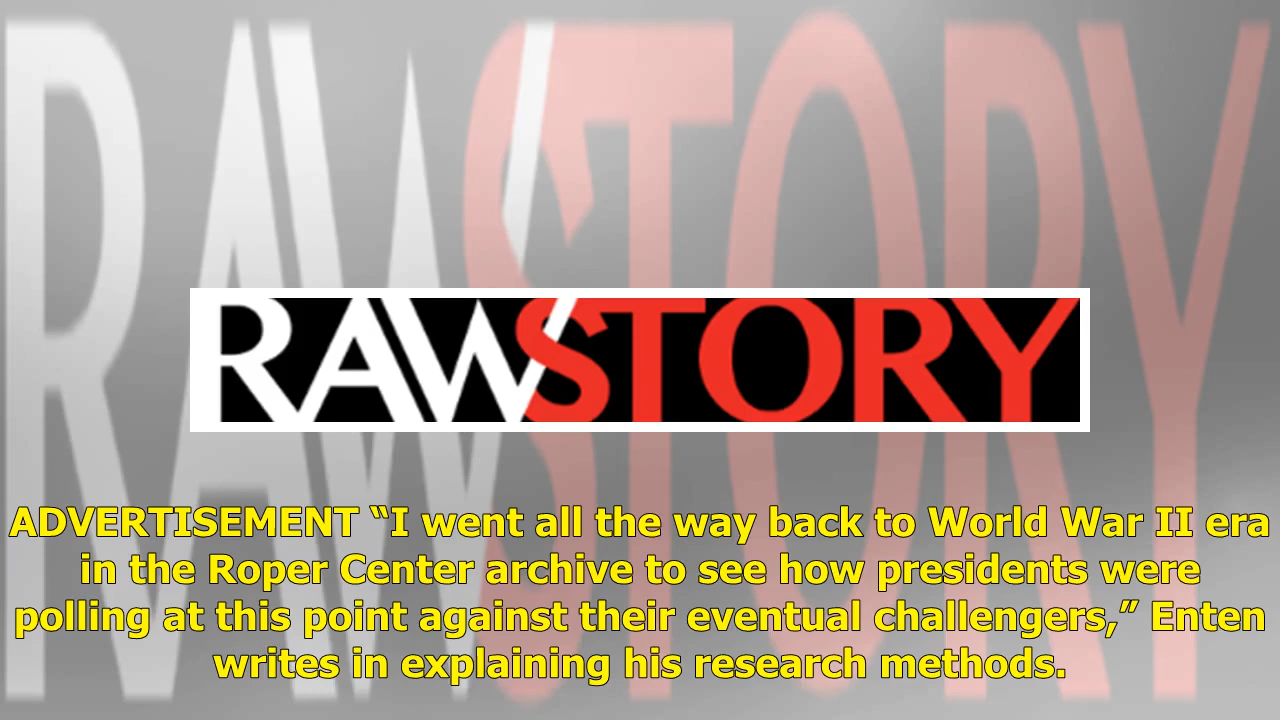 RAWSTORY
RAWSTORY
ADVERTISEMENT “I went all the way back to World War II era
in the Roper Center archive to see how presidents were
polling at this point against their eventual challengers,” Enten
writes in explaining his research methods.